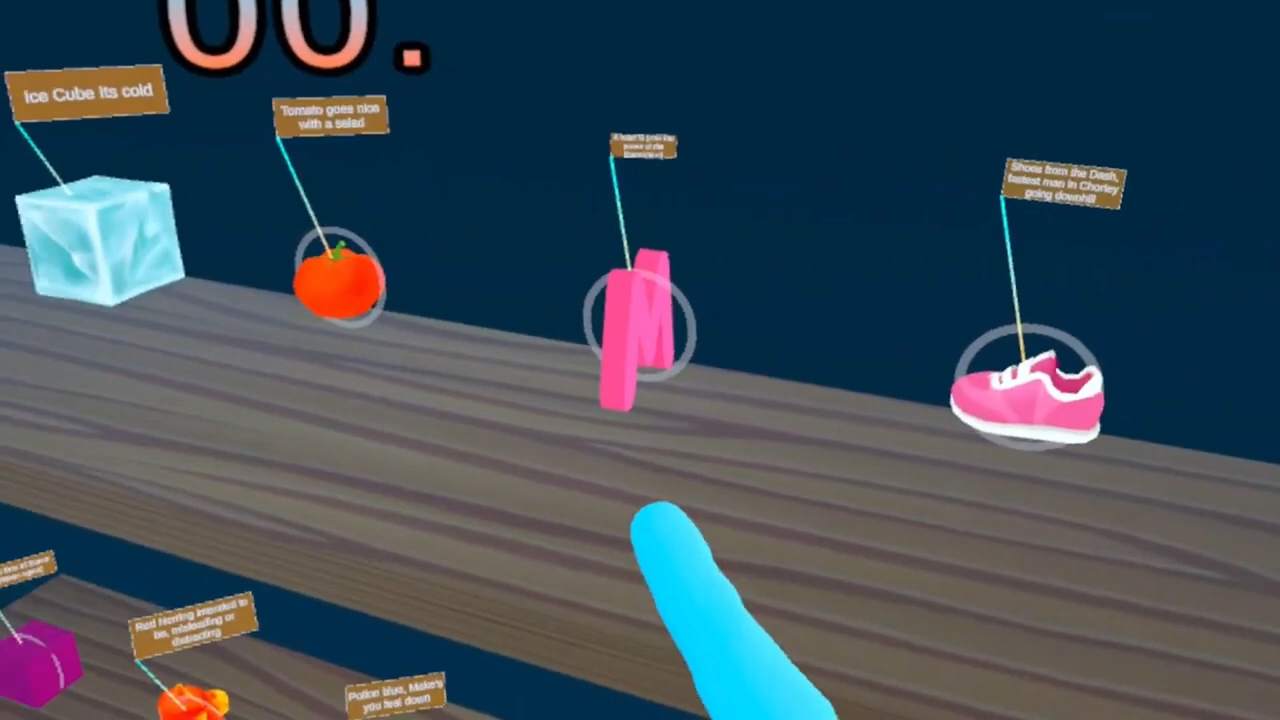 00.
Ice Cube Its cold
Tomato goes nice
with a salad
Shoes from the Dash,
fastest man in Chorley
going downhill
M
Red Herring intended to
be, misleading or
distracting
Potion blue, Make's
you feel down